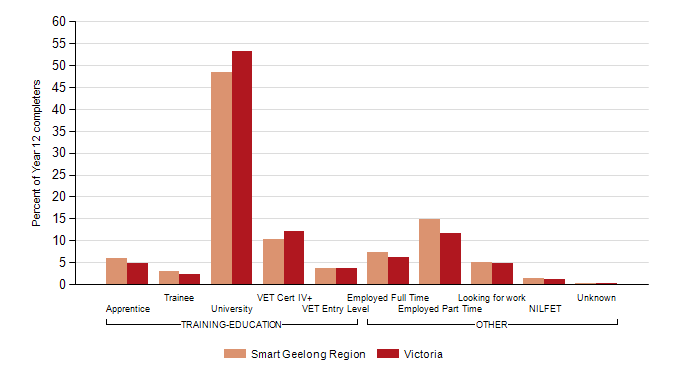 60
55
50
45
40
35
30
25
20
15
10
5
0
Percent of Year 12 completers
Trainee VET Cert IV+ Employed Full Time Looking for work Unknown
Apprentice University VET Entry Level Employed Part Time NILFET
TRAINING-EDUCATION OTHER
Smart Geelong Region Victoria